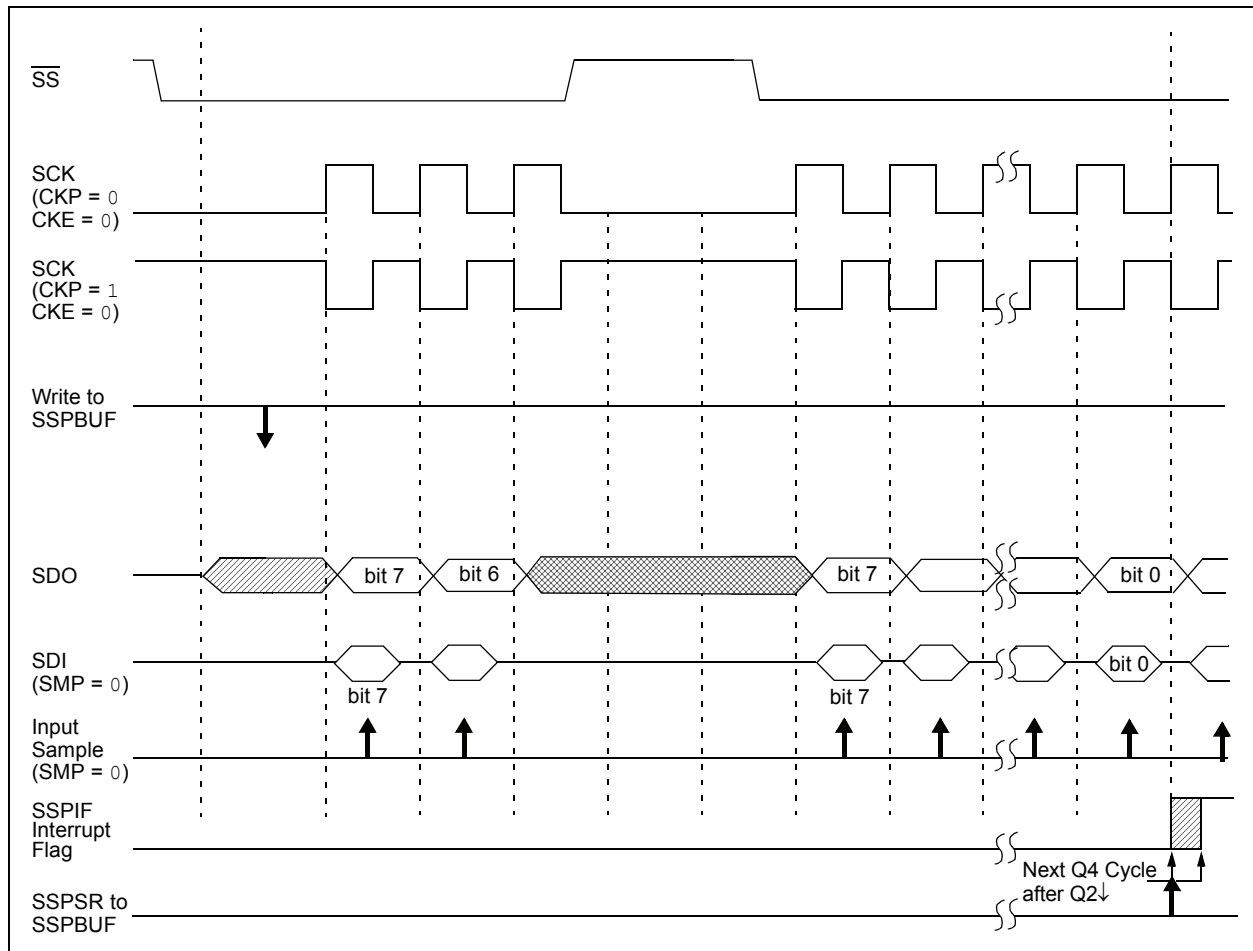 SS
SCK
(CKP = 0
CKE = 0)
SCK
(CKP = 1
CKE = 0)
Write to
SSPBUF
SDO
bit 7
bit 6
bit 7
bit 0
SDI
(SMP = 0)
bit 0
bit 7
bit 7
Input
Sample
(SMP = 0)
SSPIF
Interrupt
Flag
Next Q4 Cycle
after Q2↓
SSPSR to
SSPBUF